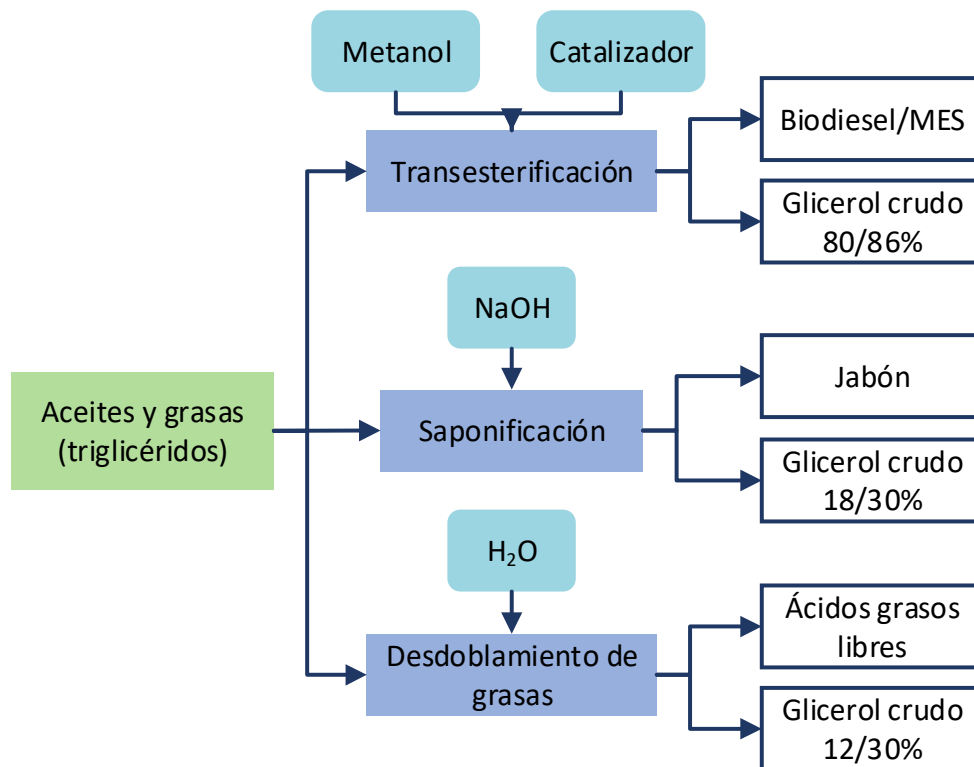 Metanol
Catalizador
Transesterificación
Biodiesel/MES
Glicerol crudo
80/86%
NaOH
Aceites y grasas
(triglicéridos)
Saponificación
Jabón
Glicerol crudo
18/30%
H₂O
Desdoblamiento de
grasas
Ácidos grasos
libres
Glicerol crudo
12/30%